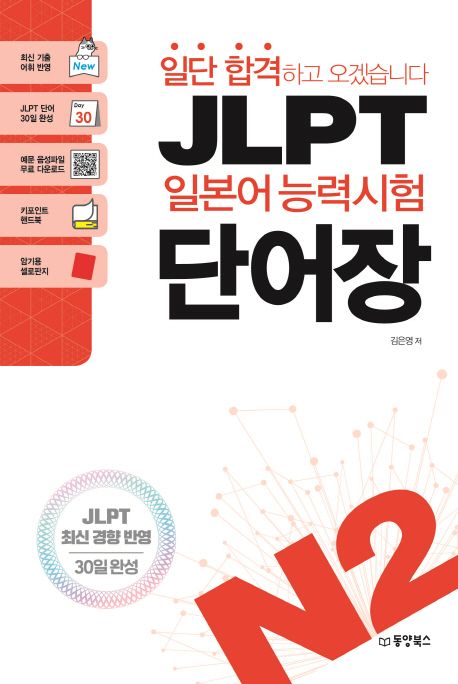 최신 기출
어휘 반영
New
JLPT 단어
30일 완성
Day
30
예문 음성파일
무료 다운로드
키포인트
핸드북
암기용
셀로판지
일단 합격하고 오겠습니다
JLPT
일본어 능력시험
단어장
김은영 저
JLPT
최신 경향 반영
30일 완성
N2
동양북스